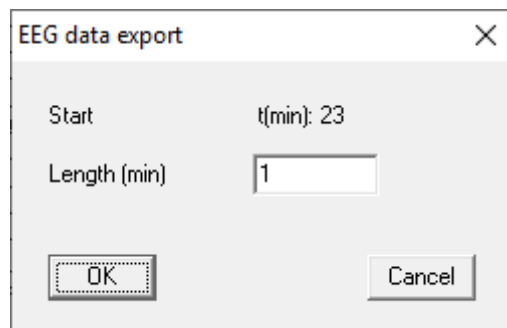 EEG data export
Start t(min): 23
Length (min) 1
OK Cancel